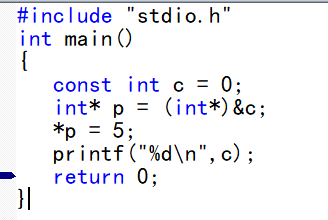 #include "stdio.h"
int main()
{
const int c = 0;
int* p = (int*)&c;
*p = 5;
printf("%d\n",c);
return 0;
}